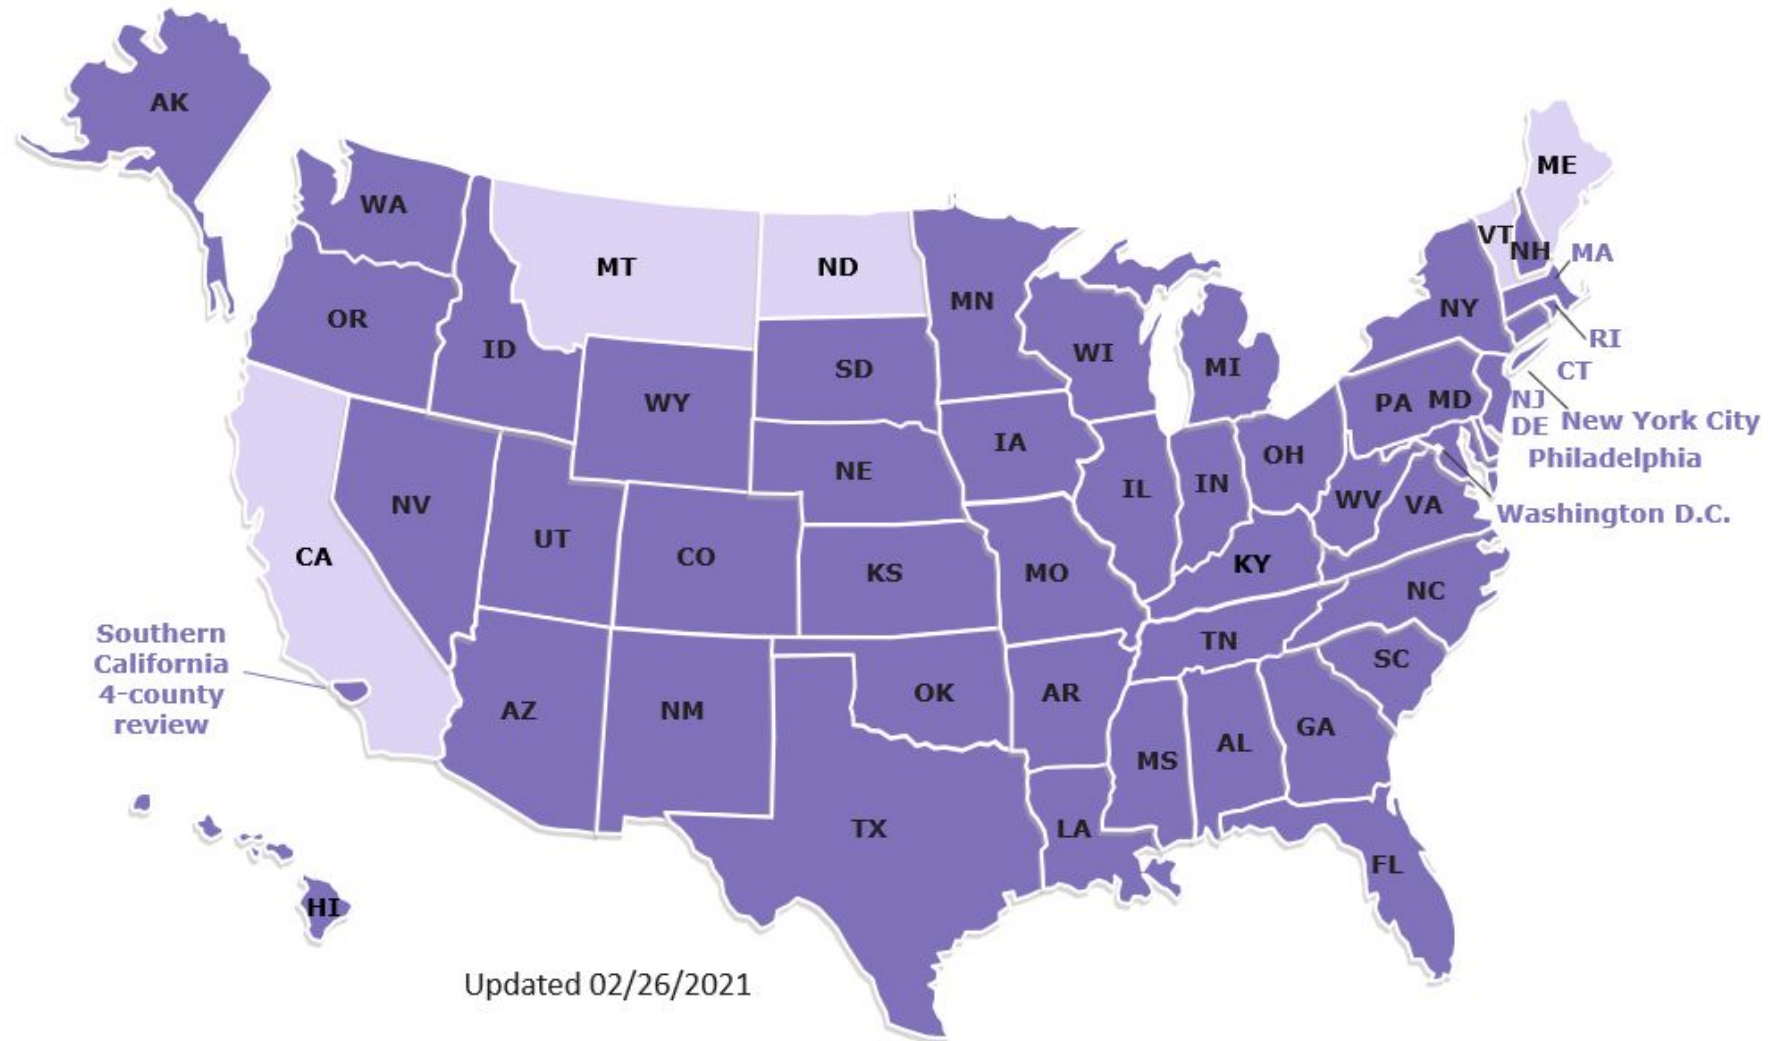 AK
WA
MT
ND
ME
VT
NH
MA
OR
ID
MN
NY
RI
CT
WI
MI
SD
WY
PA
MD
NJ
DE
New York City
Philadelphia
Washington D.C.
IA
NE
OH
IL
IN
WV
VA
NV
UT
CO
CA
KS
MO
KY
NC
TN
SC
Southern
California
4-county
review
AZ
NM
OK
AR
GA
AL
MS
TX
LA
FL
HI
Updated 02/26/2021